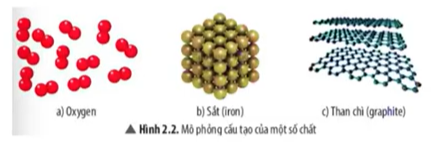 a) Oxygen
b) Sắt (iron)
c) Than chì (graphite)
▲ Hình 2.2. Mô phỏng cấu tạo của một số chất